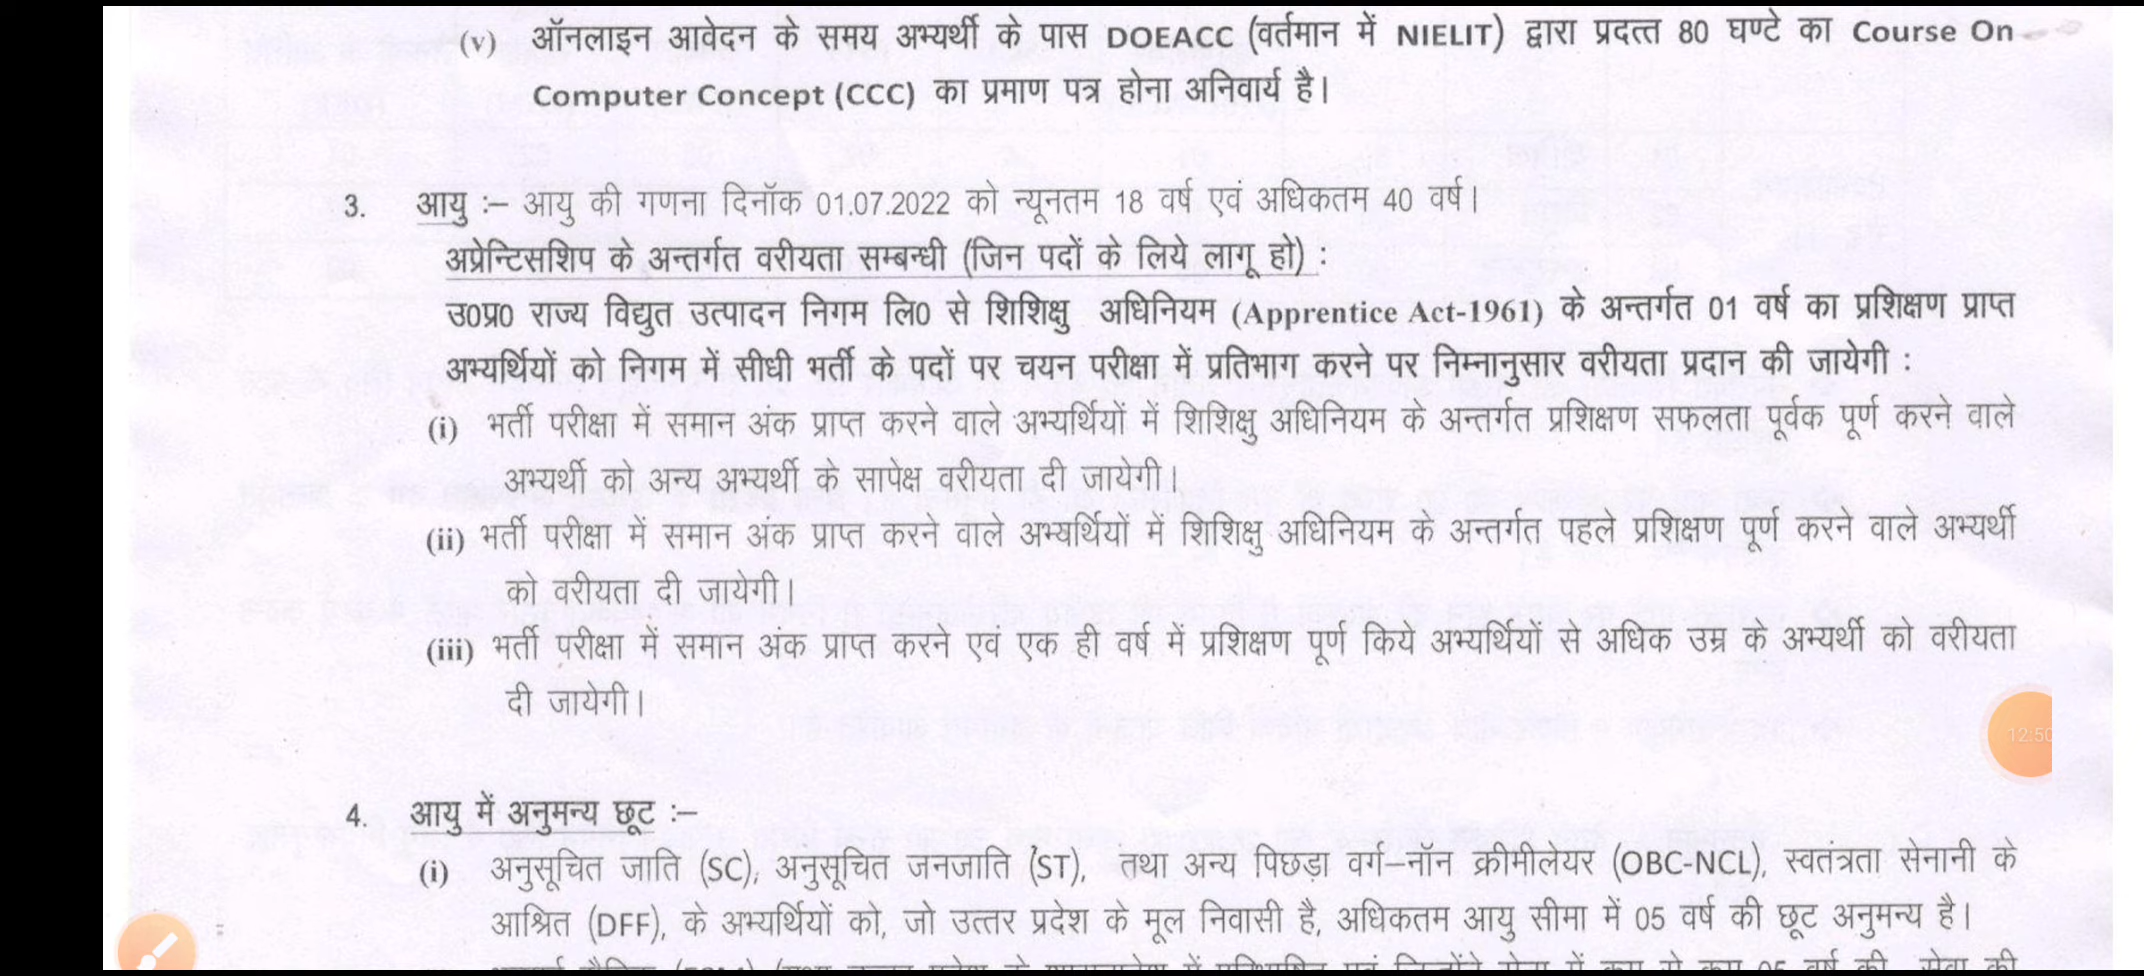 (v) ऑनलाइन आवेदन के समय अभ्यर्थी के पास DOEACC (वर्तमान में NIELIT) द्वारा प्रदत्त 80 घण्टे का Course On
Computer Concept (CCC) का प्रमाण पत्र होना अनिवार्य है।
3. आयु :– आयु की गणना दिनॉक 01.07.2022 को न्यूनतम 18 वर्ष एवं अधिकतम 40 वर्ष।
अप्रेन्टिसशिप के अन्तर्गत वरीयता सम्बन्धी (जिन पदों के लिये लागू हो) :
उ0प्र0 राज्य विद्युत उत्पादन निगम लि0 से शिशिक्षु अधिनियम (Apprentice Act-1961) के अन्तर्गत 01 वर्ष का प्रशिक्षण प्राप्त
अभ्यर्थियों को निगम में सीधी भर्ती के पदों पर चयन परीक्षा में प्रतिभाग करने पर निम्नानुसार वरीयता प्रदान की जायेगी :
(i) भर्ती परीक्षा में समान अंक प्राप्त करने वाले अभ्यर्थियों में शिशिक्षु अधिनियम के अन्तर्गत प्रशिक्षण सफलता पूर्वक पूर्ण करने वाले
अभ्यर्थी को अन्य अभ्यर्थी के सापेक्ष वरीयता दी जायेगी।
(ii) भर्ती परीक्षा में समान अंक प्राप्त करने वाले अभ्यर्थियों में शिशिक्षु अधिनियम के अन्तर्गत पहले प्रशिक्षण पूर्ण करने वाले अभ्यर्थी
को वरीयता दी जायेगी।
(iii) भर्ती परीक्षा में समान अंक प्राप्त करने एवं एक ही वर्ष में प्रशिक्षण पूर्ण किये अभ्यर्थियों से अधिक उम्र के अभ्यर्थी को वरीयता
दी जायेगी।
12:50
4. आयु में अनुमन्य छूट :–
(i) अनुसूचित जाति (SC), अनुसूचित जनजाति (ST), तथा अन्य पिछड़ा वर्ग–नॉन क्रीमीलेयर (OBC-NCL), स्वतंत्रता सेनानी के
आश्रित (DFF), के अभ्यर्थियों को, जो उत्तर प्रदेश के मूल निवासी है, अधिकतम आयु सीमा में 05 वर्ष की छूट अनुमन्य है।